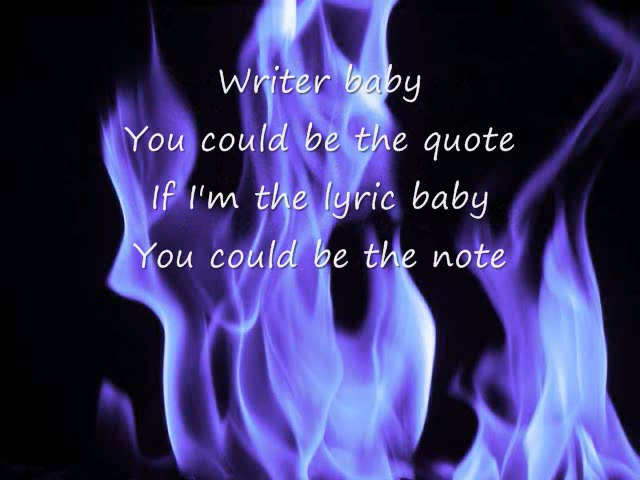 Writer baby
You could be the quote
If I'm the lyric baby
You could be the note